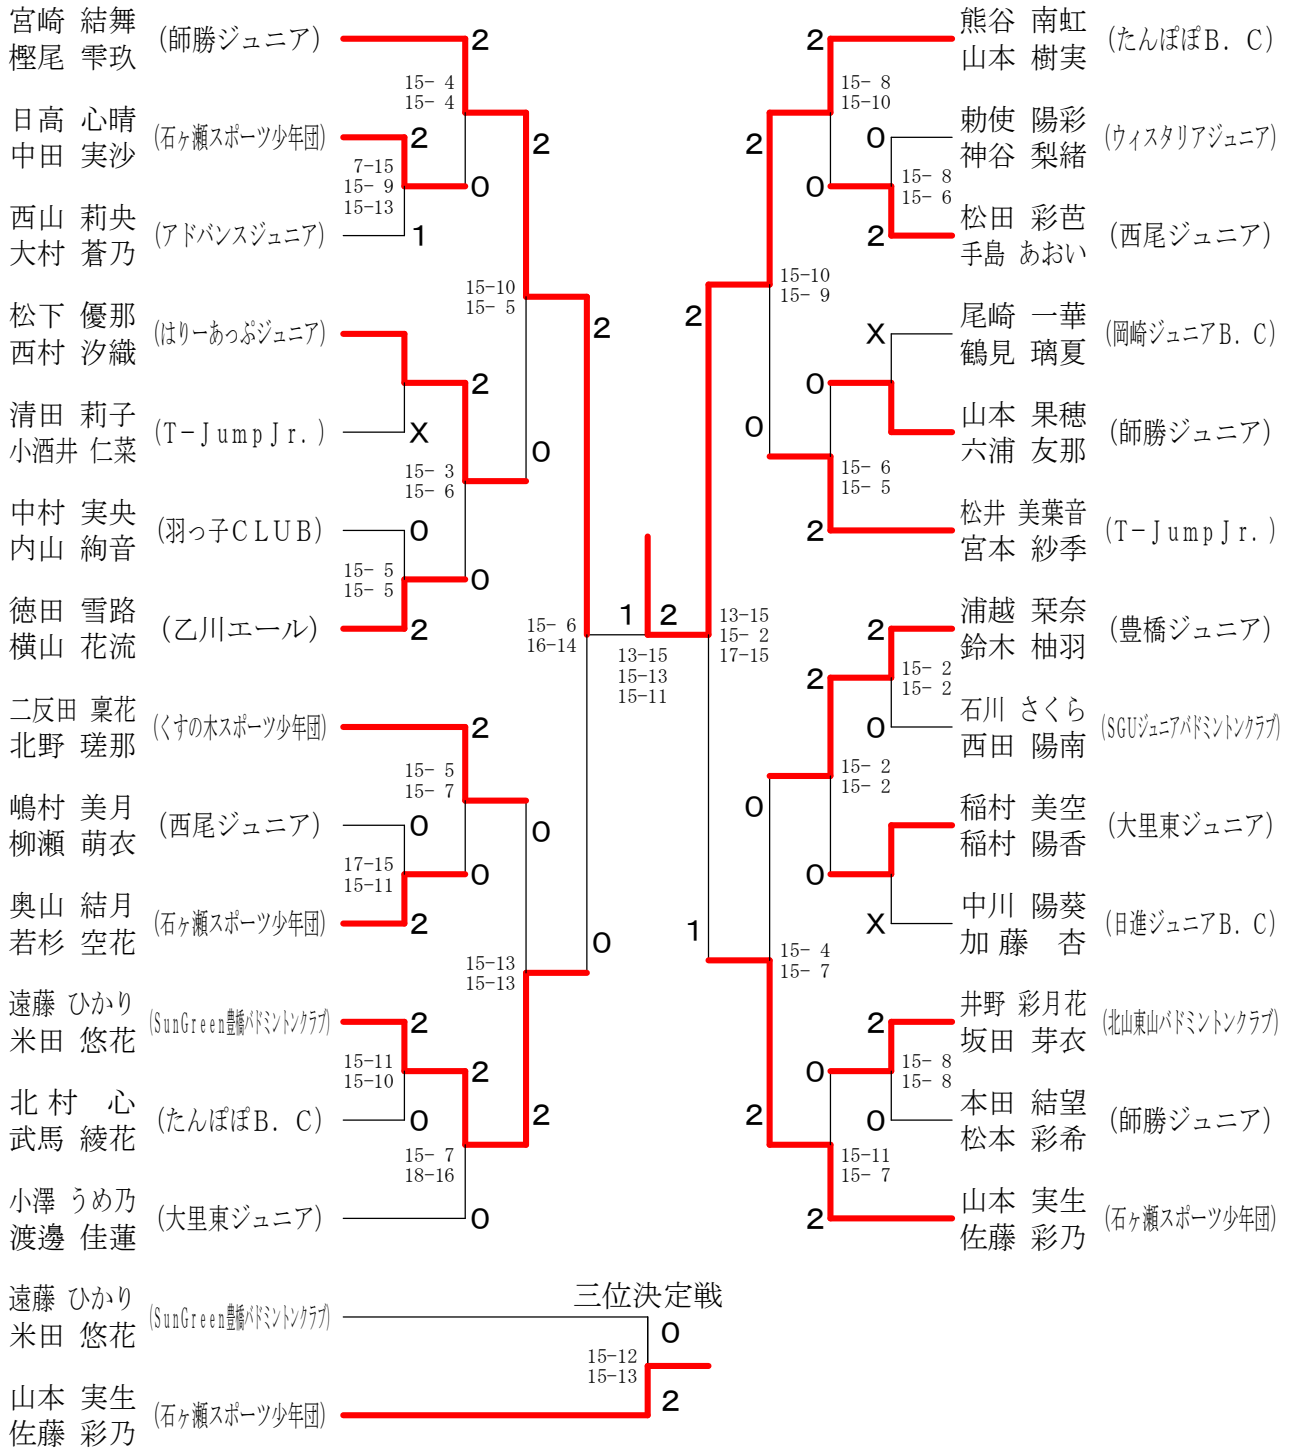 宮崎 結舞
樫尾 雫玖
(師勝ジュニア)
2
15- 4
15- 4
日高 心晴
中田 実沙
(石ヶ瀬スポーツ少年団)
2
7-15
15- 9
15-13
0
2
西山 莉央
大村 蒼乃
(アドバンスジュニア)
1
15-10
15- 5
2
松下 優那
西村 汐織
(はりーあっぷジュニア)
2
清田 莉子
小酒井 仁菜
(T-JumpJr.)
X
15- 3
15- 6
0
中村 実央
内山 絢音
(羽っ子CLUB)
0
15- 5
15- 5
0
徳田 雪路
横山 花流
(乙川エール)
2
15- 6
16-14
1
2
13-15
15-13
15-11
二反田 稟花
北野 瑳那
(くすの木スポーツ少年団)
2
15- 5
15- 7
0
嶋村 美月
柳瀬 萌衣
(西尾ジュニア)
0
17-15
15-11
0
奥山 結月
若杉 空花
(石ヶ瀬スポーツ少年団)
2
15-13
15-13
0
遠藤 ひかり
米田 悠花
(SunGreen豊橋バドミントンクラブ)
2
15-11
15-10
2
2
北村 心
武馬 綾花
(たんぽぽB. C)
0
15- 7
18-16
小澤 うめ乃
渡邊 佳蓮
(大里東ジュニア)
0
熊谷 南虹
山本 樹実
(たんぽぽB. C)
2
15- 8
15-10
2
勅使 陽彩
神谷 梨緒
(ウィスタリアジュニア)
0
15- 8
15- 6
0
松田 彩芭
手島 あおい
(西尾ジュニア)
2
15-10
15- 9
2
尾崎 一華
鶴見 璃夏
(岡崎ジュニアB. C)
X
0
山本 果穂
六浦 友那
(師勝ジュニア)
0
15- 6
15- 5
松井 美葉音
宮本 紗季
(T-JumpJr.)
2
13-15
15- 2
17-15
浦越 栞奈
鈴木 柚羽
(豊橋ジュニア)
2
15- 2
15- 2
2
石川 さくら
西田 陽南
(SGUジュニアバドミントンクラブ)
0
15- 2
15- 2
0
稲村 美空
稲村 陽香
(大里東ジュニア)
0
中川 陽葵
加藤 杏
(日進ジュニアB. C)
X
1
15- 4
15- 7
井野 彩月花
坂田 芽衣
(北山東山バドミントンクラブ)
2
15- 8
15- 8
0
2
本田 結望
松本 彩希
(師勝ジュニア)
0
15-11
15- 7
山本 実生
佐藤 彩乃
(石ヶ瀬スポーツ少年団)
2
三位決定戦
遠藤 ひかり
米田 悠花
(SunGreen豊橋バドミントンクラブ)
0
15-12
15-13
山本 実生
佐藤 彩乃
(石ヶ瀬スポーツ少年団)
2